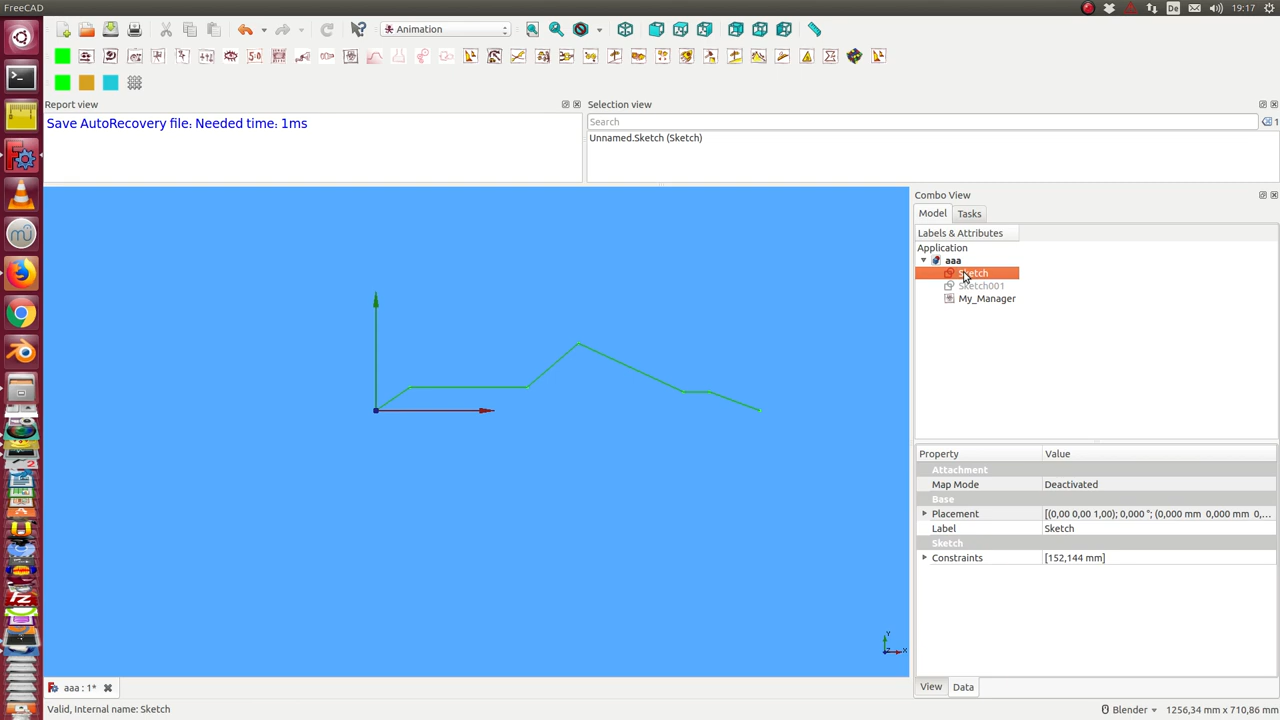 FreeCAD
De
19:17
Animation
Report view
Selection view
Save AutoRecovery file: Needed time: 1ms
Search
1
Unnamed.Sketch (Sketch)
Combo View
Model
Tasks
Labels & Attributes
Application
aaa
Sketch
Sketch001
My_Manager
Property
Value
Attachment
Map Mode
Deactivated
Base
Placement
[(0,00 0,00 1,00); 0,000 °; (0,000 mm 0,000 mm 0,...
Label
Sketch
Sketch
Constraints
[152,144 mm]
Y
X
View
Data
aaa : 1*
Valid, Internal name: Sketch
Blender
1256,34 mm x 710,86 mm